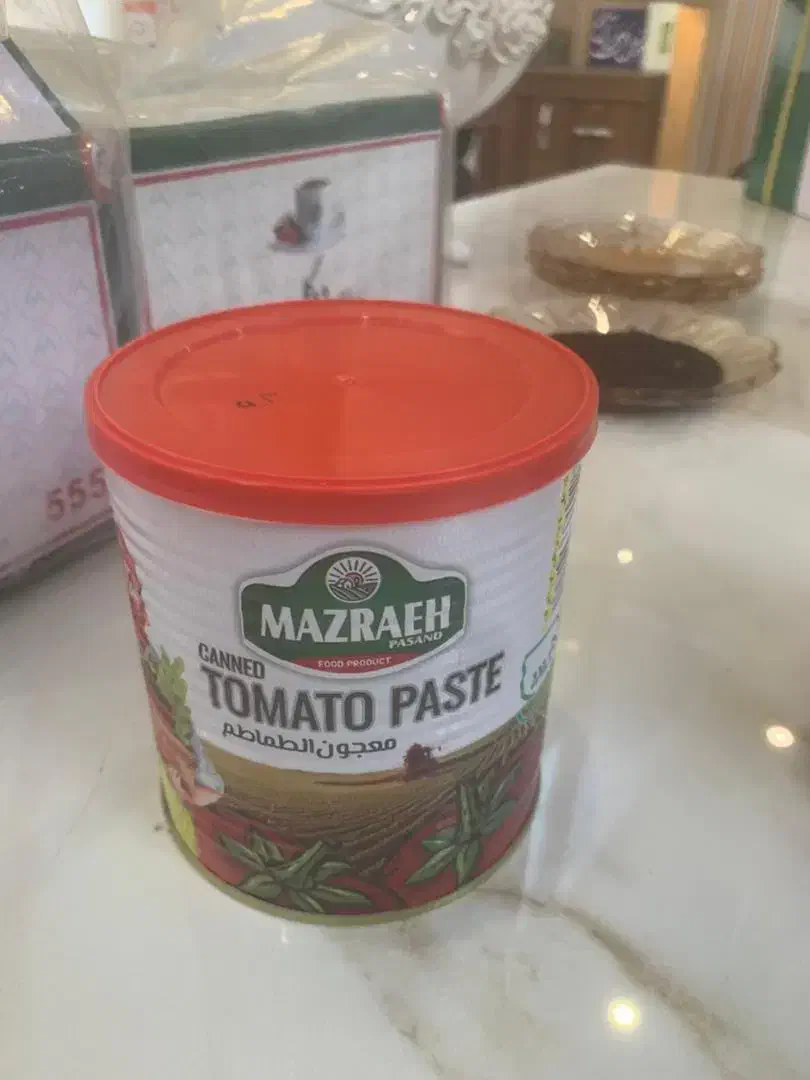 555
MAZRAEH
PASAND
FOOD PRODUCT
CANNED
TOMATO PASTE
معجون الطماطم